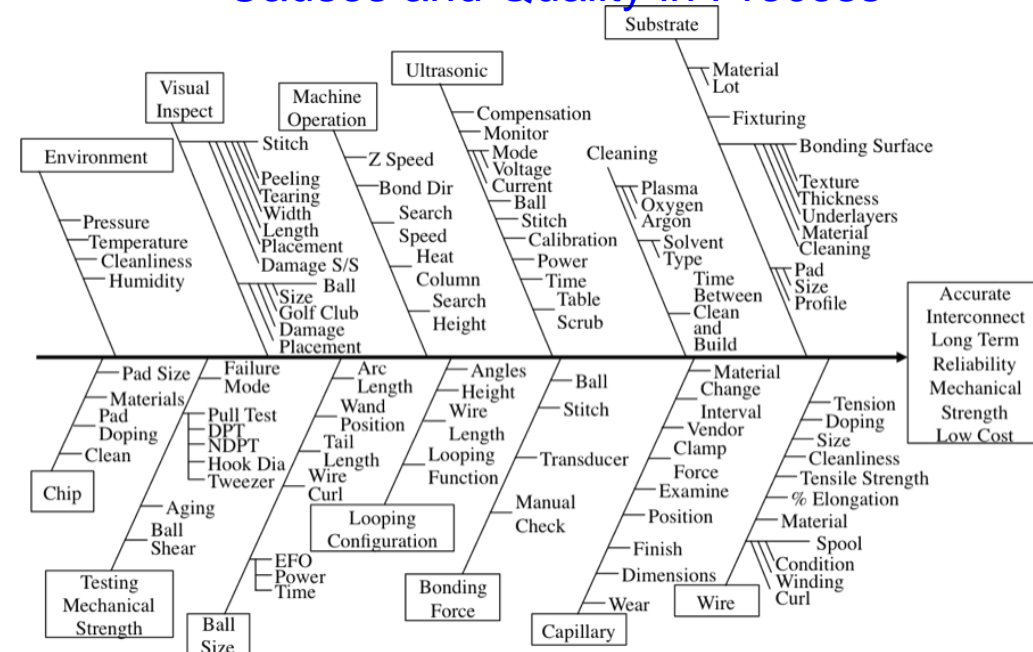 Causes and Quality in Process
Substrate
Material
Lot
Fixturing
Bonding Surface
Texture
Thickness
Underlayers
Material
Cleaning
Pad
Size
Profile
Ultrasonic
Compensation
Monitor
Mode
Voltage
Current
Ball
Stitch
Calibration
Power
Time
Table
Scrub
Cleaning
Plasma
Oxygen
Argon
Solvent
Type
Time
Between
Clean
and
Build
Visual
Inspect
Stitch
Peeling
Tearing
Width
Length
Placement
Damage S/S
Ball
Size
Golf Club
Damage
Placement
Machine
Operation
Z Speed
Bond Dir
Search
Speed
Heat
Column
Search
Height
Environment
Pressure
Temperature
Cleanliness
Humidity
Accurate
Interconnect
Long Term
Reliability
Mechanical
Strength
Low Cost
Pad Size
Materials
Pad
Doping
Clean
Chip
Failure
Mode
Pull Test
DPT
NDPT
Hook Dia
Tweezer
Aging
Ball
Shear
Testing
Mechanical
Strength
Arc
Length
Wand
Position
Tail
Length
Wire
Curl
EFO
Power
Time
Ball
Size
Angles
Height
Wire
Length
Looping
Function
Looping
Configuration
Ball
Stitch
Transducer
Manual
Check
Bonding
Force
Material
Change
Interval
Vendor
Clamp
Force
Examine
Position
Finish
Dimensions
Wear
Capillary
Tension
Doping
Size
Cleanliness
Tensile Strength
% Elongation
Material
Spool
Condition
Winding
Curl
Wire